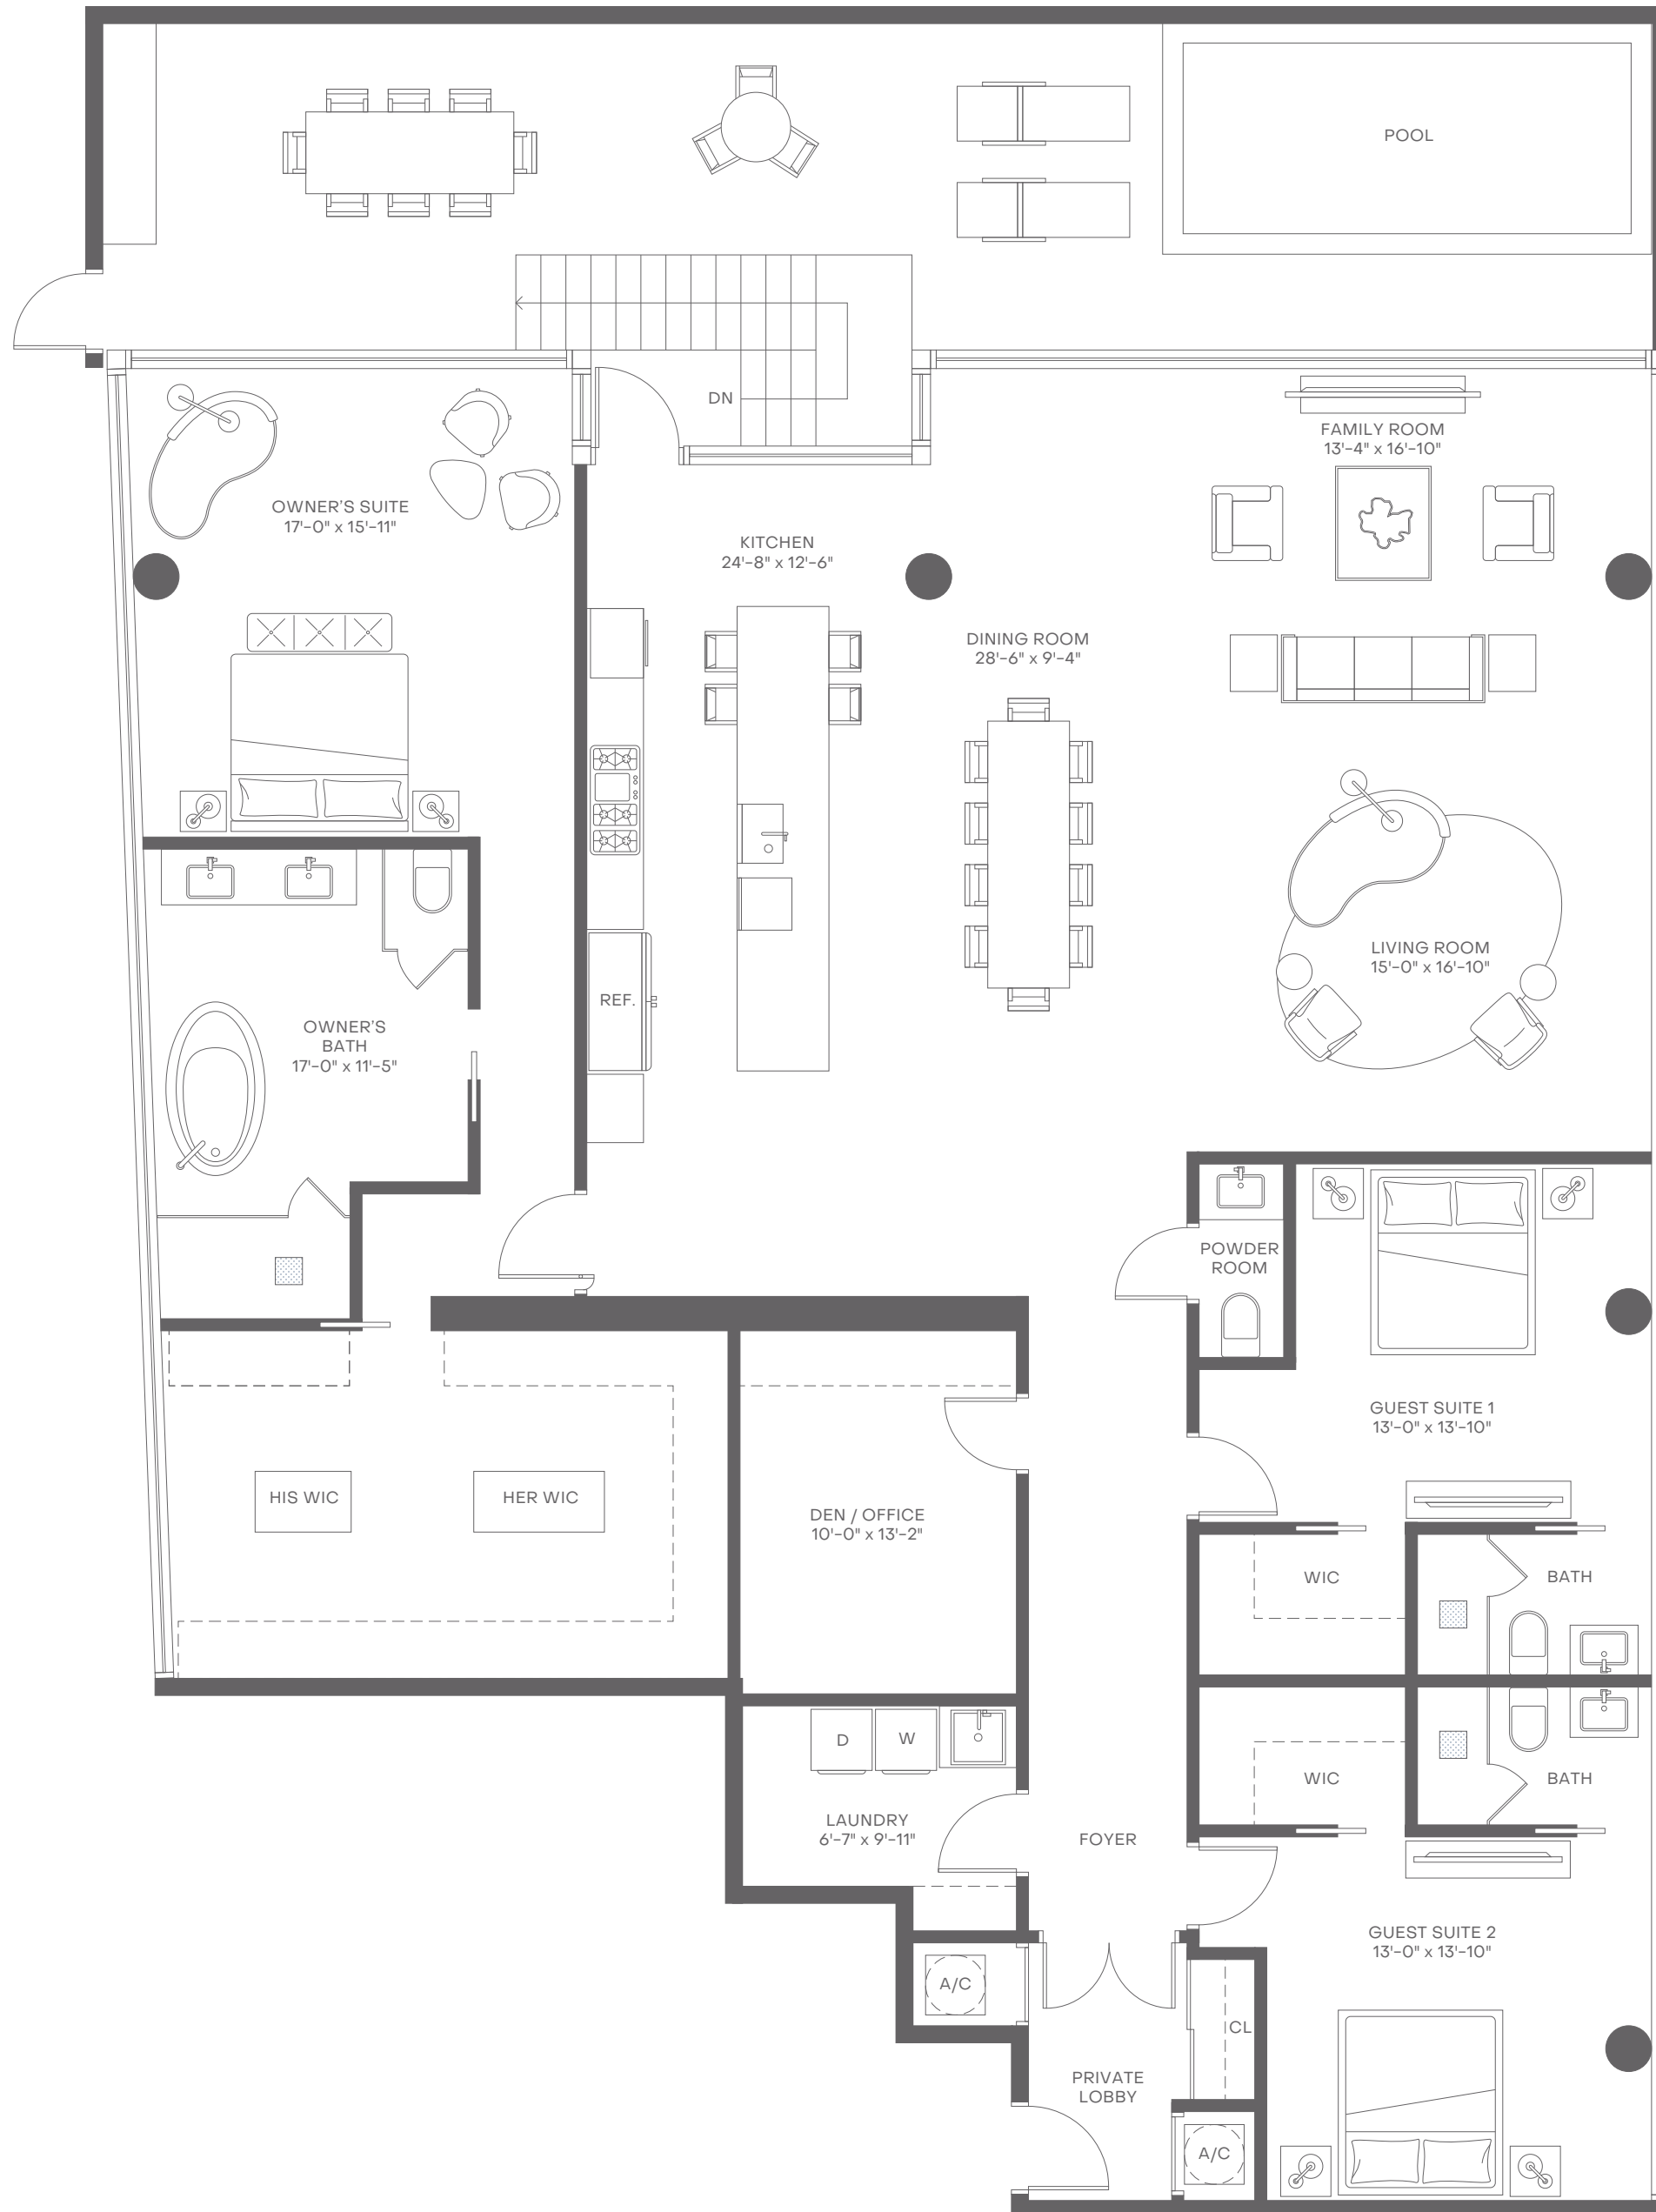 POOL
DN
FAMILY ROOM
13'-4" x 16'-10"
OWNER'S SUITE
17'-0" x 15'-11"
KITCHEN
24'-8" x 12'-6"
DINING ROOM
28'-6" x 9'-4"
LIVING ROOM
15'-0" x 16'-10"
REF.
OWNER'S
BATH
17'-0" x 11'-5"
POWDER
ROOM
GUEST SUITE 1
13'-0" x 13'-10"
HIS WIC
HER WIC
DEN / OFFICE
10'-0" x 13'-2"
WIC
BATH
D
W
WIC
BATH
LAUNDRY
6'-7" x 9'-11"
FOYER
GUEST SUITE 2
13'-0" x 13'-10"
A/C
CL
PRIVATE
LOBBY
A/C